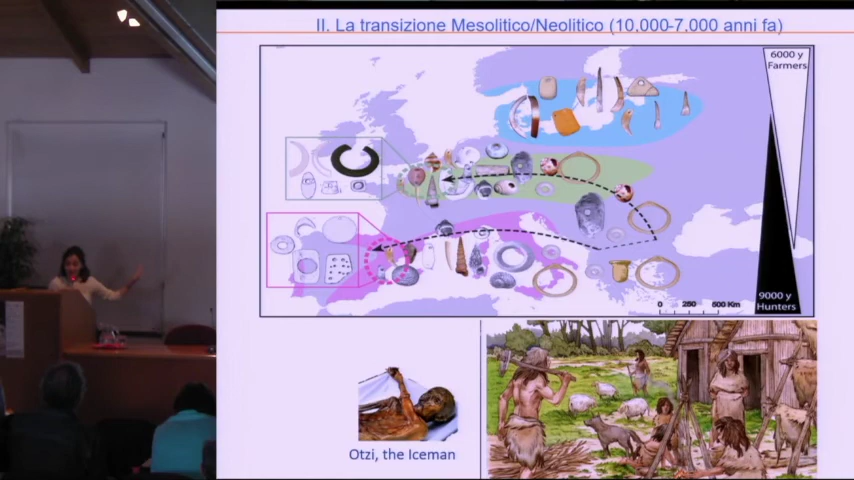 II. La transizione Mesolitico/Neolitico (10.000-7.000 anni fa)
6000 y
Farmers
9000 y
Hunters
0 250 500 Km
Otzi, the Iceman